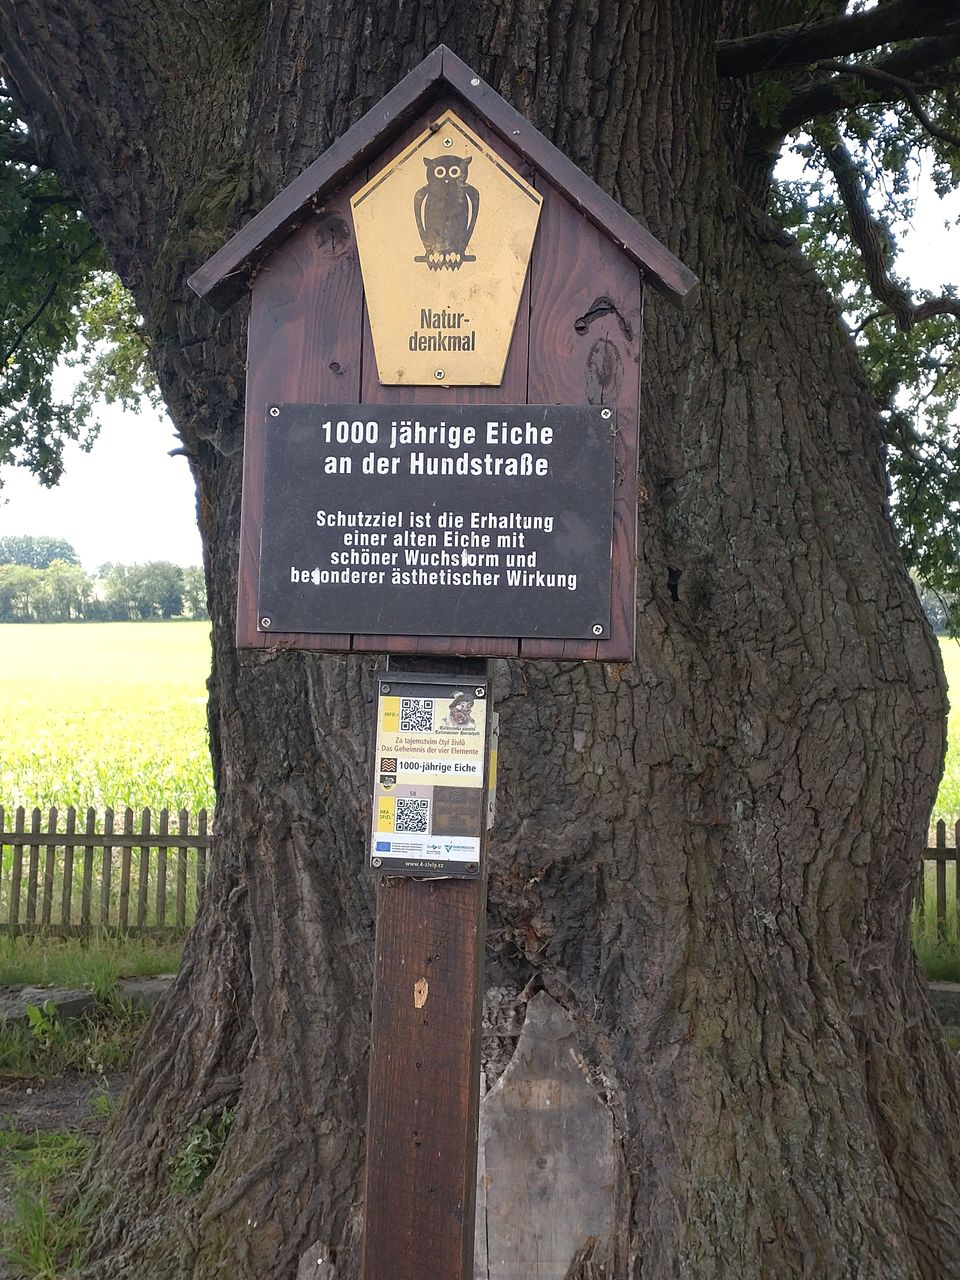 Natur-
denkmal
1000 jährige Eiche
an der Hundstraße
Schutzziel ist die Erhaltung
einer alten Eiche mit
schöner Wuchsform und
besonderer ästhetischer Wirkung
INFO
Za tajemstvím čtyř živlů
Das Geheimnis der vier Elemente
1000-jährige Eiche
58
HRA
SPIEL
www.4-zivly.cz